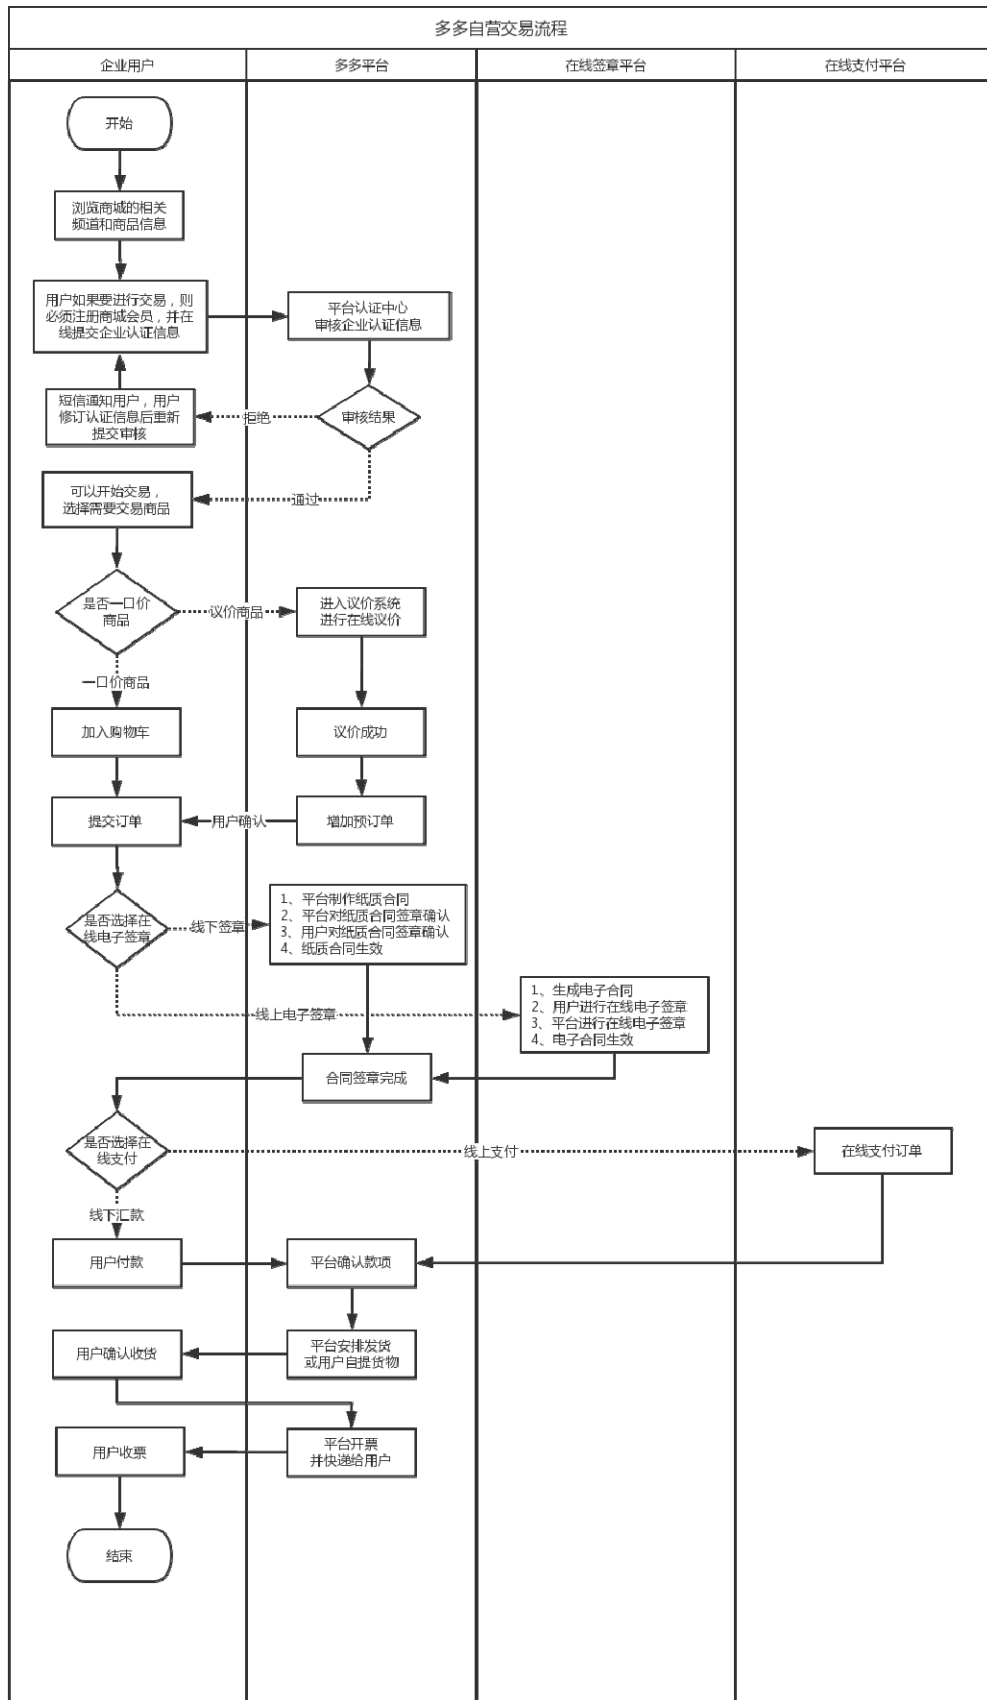 多多自营交易流程
企业用户
多多平台
在线签章平台
在线支付平台
开始
浏览商城的相关
频道和商品信息
用户如果要进行交易，则
必须注册商城会员，并在
线提交企业认证信息
平台认证中心
审核企业认证信息
短信通知用户，用户
修订认证信息后重新
提交审核
拒绝
审核结果
可以开始交易，
选择需要交易商品
通过
是否一口价
商品
议价商品
进入议价系统
进行在线议价
一口价商品
加入购物车
议价成功
提交订单
用户确认
增加预订单
是否选择在
线电子签章
线下签章
1、平台制作纸质合同
2、平台对纸质合同签章确认
3、用户对纸质合同签章确认
4、纸质合同生效
线上电子签章
1、生成电子合同
2、用户进行在线电子签章
3、平台进行在线电子签章
4、电子合同生效
合同签章完成
是否选择在
线支付
线上支付
在线支付订单
线下汇款
用户付款
平台确认款项
用户确认收货
平台安排发货
或用户自提货物
用户收票
平台开票
并快递给用户
结束